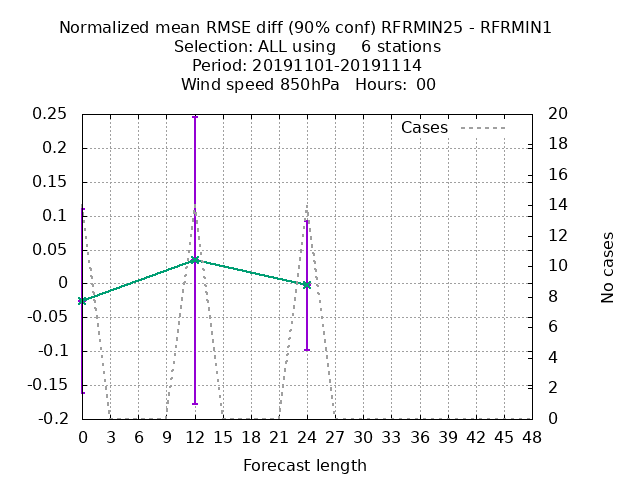 Normalized mean RMSE diff (90% conf) RFRMIN25 - RFRMIN1
Selection: ALL using     6 stations
Period: 20191101-20191114
Wind speed 850hPa   Hours:  00
Cases
0.25
0.2
0.15
0.1
0.05
0
-0.05
-0.1
-0.15
-0.2
20
18
16
14
12
10
8
6
4
2
0
No cases
0 3 6 9 12 15 18 21 24 27 30 33 36 39 42 45 48
Forecast length